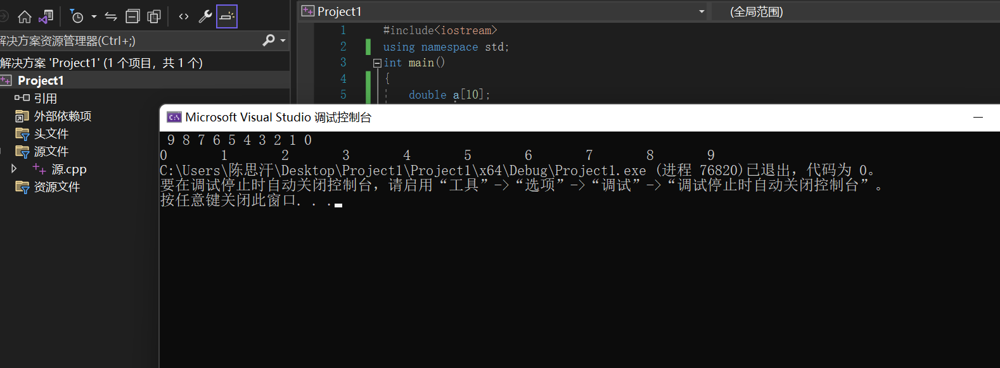 Project1
(全局范围)
解决方案资源管理器(Ctrl+;)
解决方案 'Project1' (1 个项目，共 1 个)
Project1
引用
外部依赖项
头文件
源文件
源.cpp
资源文件
1 #include<iostream>
2 using namespace std;
3 int main()
4 {
5 double a[10];
Microsoft Visual Studio 调试控制台
9 8 7 6 5 4 3 2 1 0
0 1 2 3 4 5 6 7 8 9
C:\Users\陈思汗\Desktop\Project1\Project1\x64\Debug\Project1.exe (进程 76820)已退出，代码为 0。
要在调试停止时自动关闭控制台，请启用“工具”->“选项”->“调试”->“调试停止时自动关闭控制台”。
按任意键关闭此窗口. . .